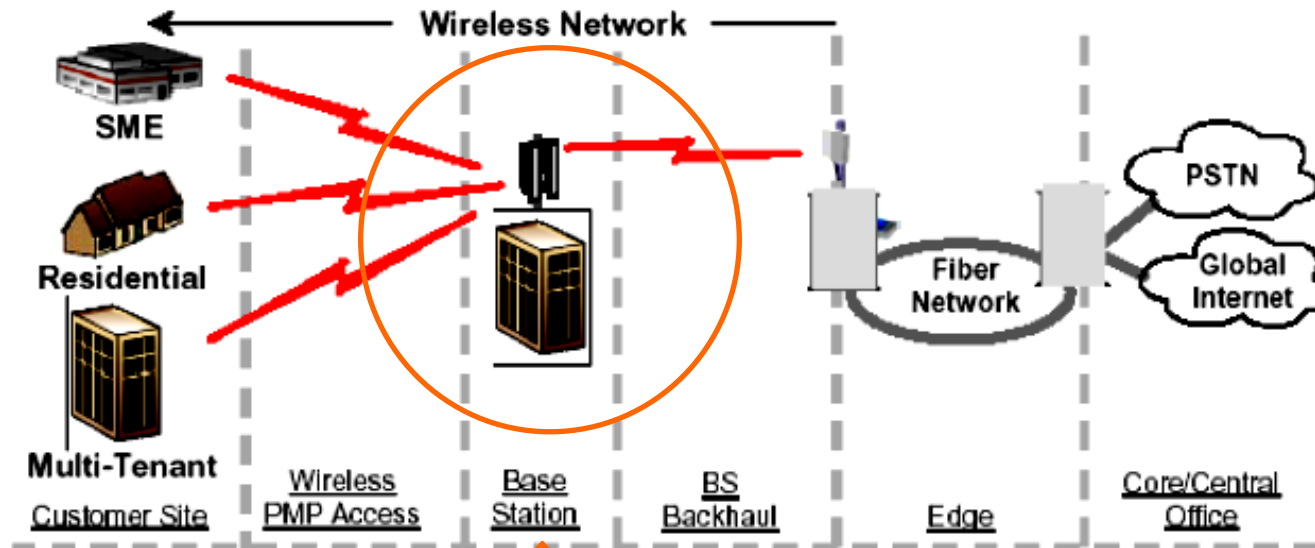 Wireless Network
SME
Residential
Multi-Tenant
PSTN
Global
Internet
Fiber
Network
Customer Site
Wireless
PMP Access
Base
Station
BS
Backhaul
Edge
Core/Central
Office